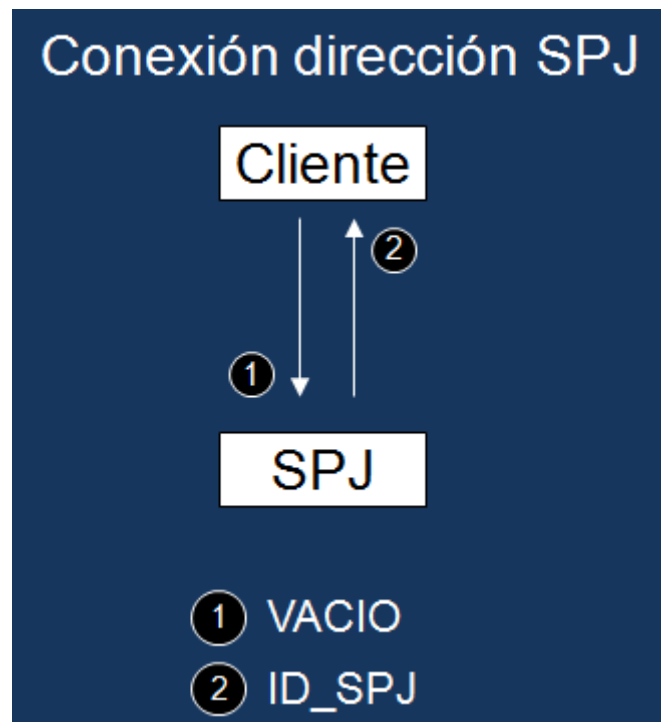 Conexión dirección SPJ
Cliente
2
1
SPJ
1 VACIO
2 ID_SPJ